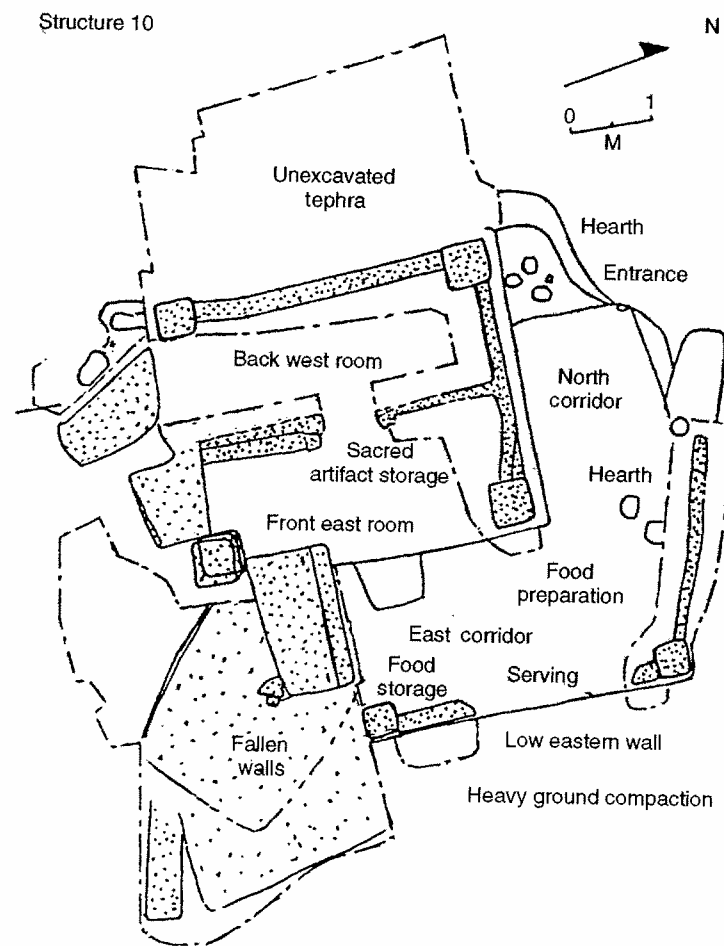 Structure 10
N
0 1
M
Unexcavated
tephra
Hearth
Entrance
Back west room
North
corridor
Sacred
artifact storage
Hearth
Front east room
Food
preparation
East corridor
Food
storage
Serving
Fallen
walls
Low eastern wall
Heavy ground compaction